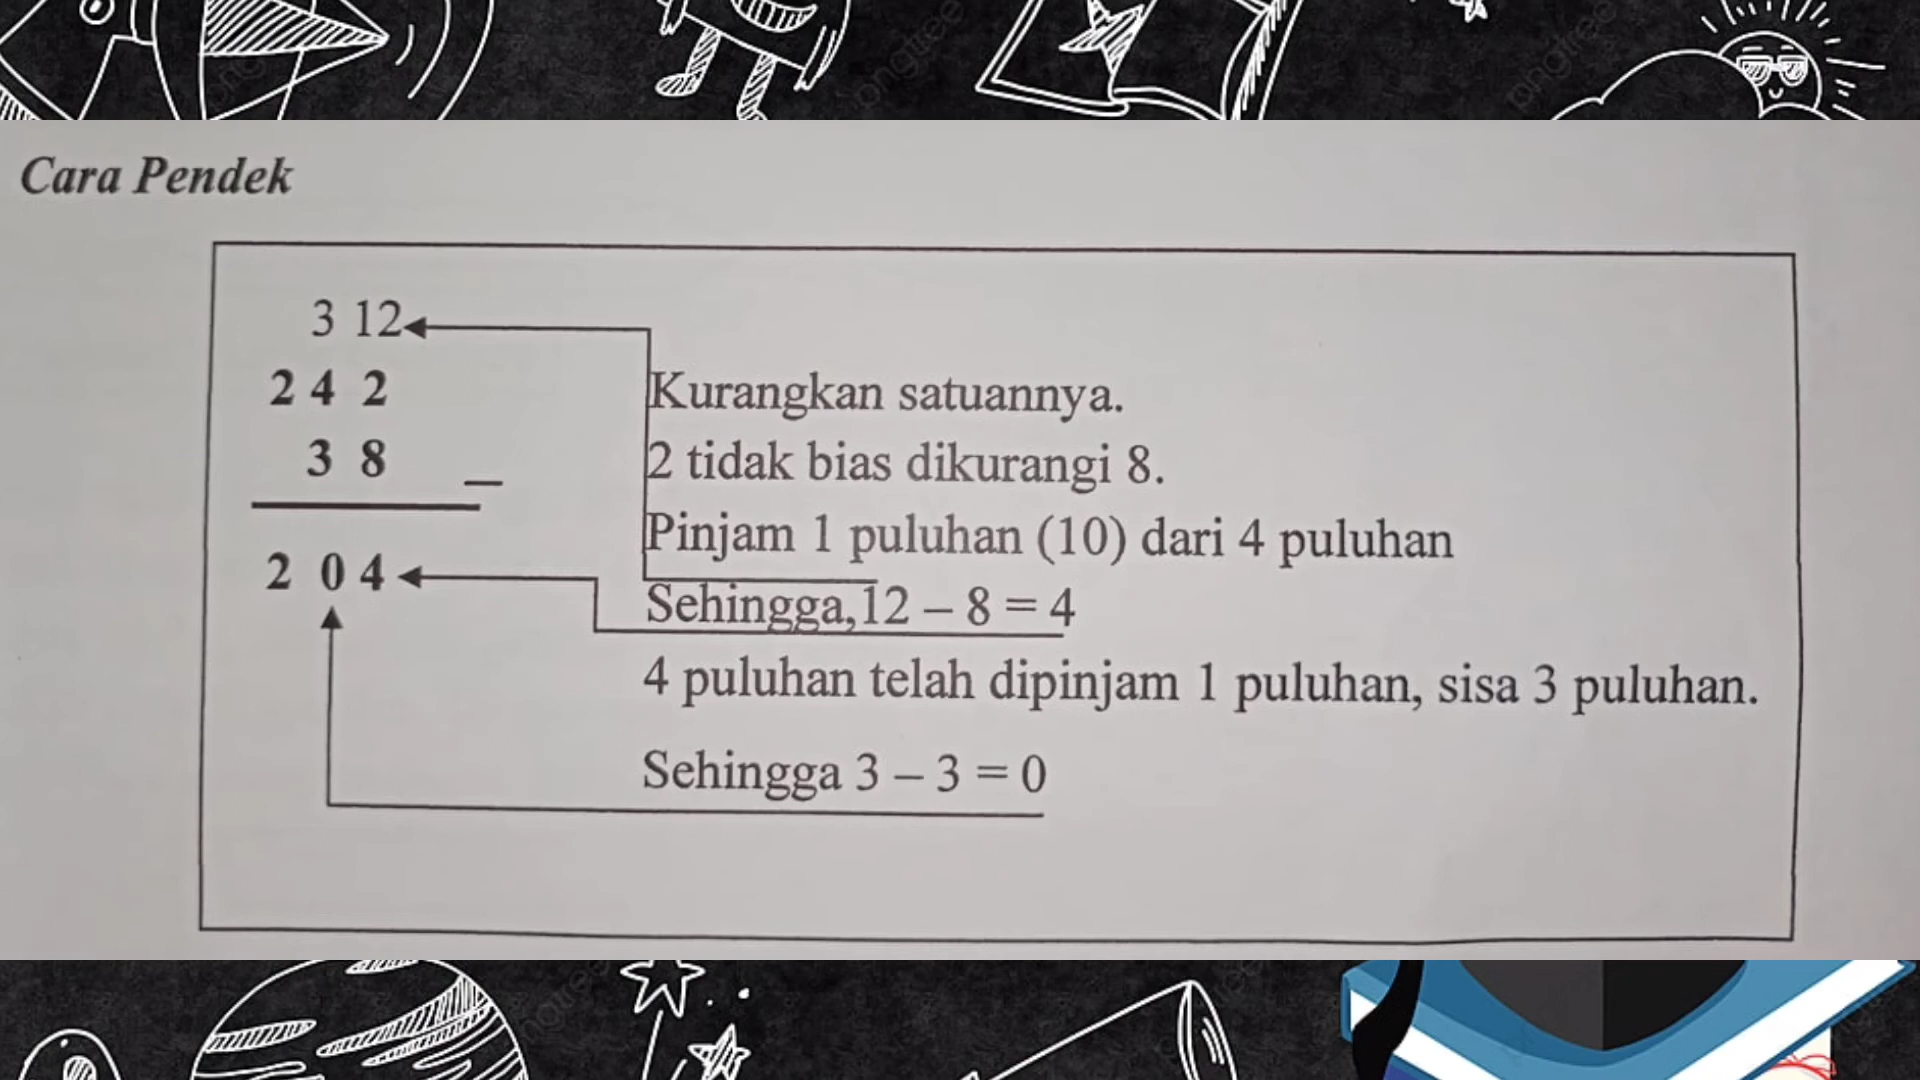 Cara Pendek
3 12
2 4 2
3 8 _
2 0 4
Kurangkan satuannya.
2 tidak bias dikurangi 8.
Pinjam 1 puluhan (10) dari 4 puluhan
Sehingga,12 – 8 = 4
4 puluhan telah dipinjam 1 puluhan, sisa 3 puluhan.
Sehingga 3 – 3 = 0